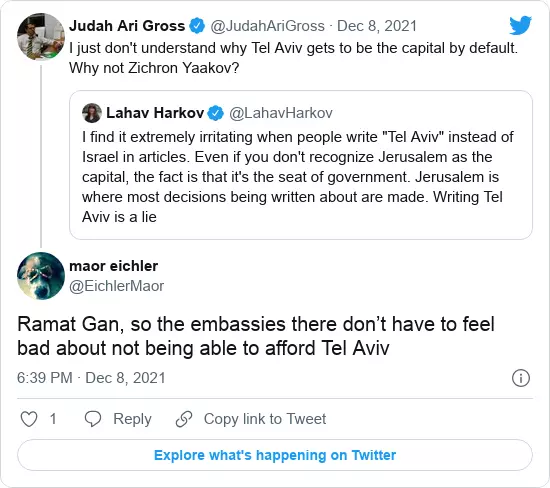 Judah Ari Gross @JudahAriGross · Dec 8, 2021
I just don't understand why Tel Aviv gets to be the capital by default.
Why not Zichron Yaakov?
Lahav Harkov @LahavHarkov
I find it extremely irritating when people write "Tel Aviv" instead of
Israel in articles. Even if you don't recognize Jerusalem as the
capital, the fact is that it's the seat of government. Jerusalem is
where most decisions being written about are made. Writing Tel
Aviv is a lie
maor eichler
@EichlerMaor
Ramat Gan, so the embassies there don’t have to feel
bad about not being able to afford Tel Aviv
6:39 PM · Dec 8, 2021
1 Reply Copy link to Tweet
Explore what's happening on Twitter